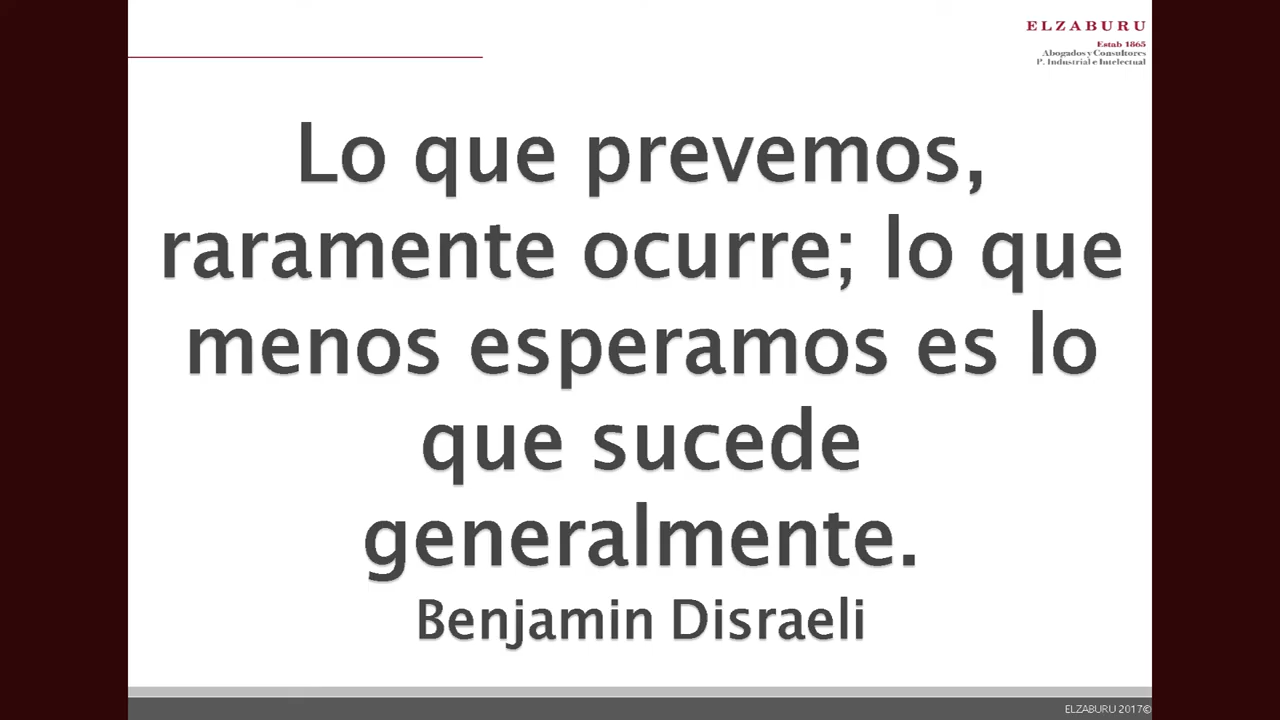 ELZABURU
Estab 1865
Abogados y Consultores
P. Industrial e Intelectual
Lo que prevemos,
raramente ocurre; lo que
menos esperamos es lo
que sucede
generalmente.
Benjamin Disraeli
ELZABURU 2017©